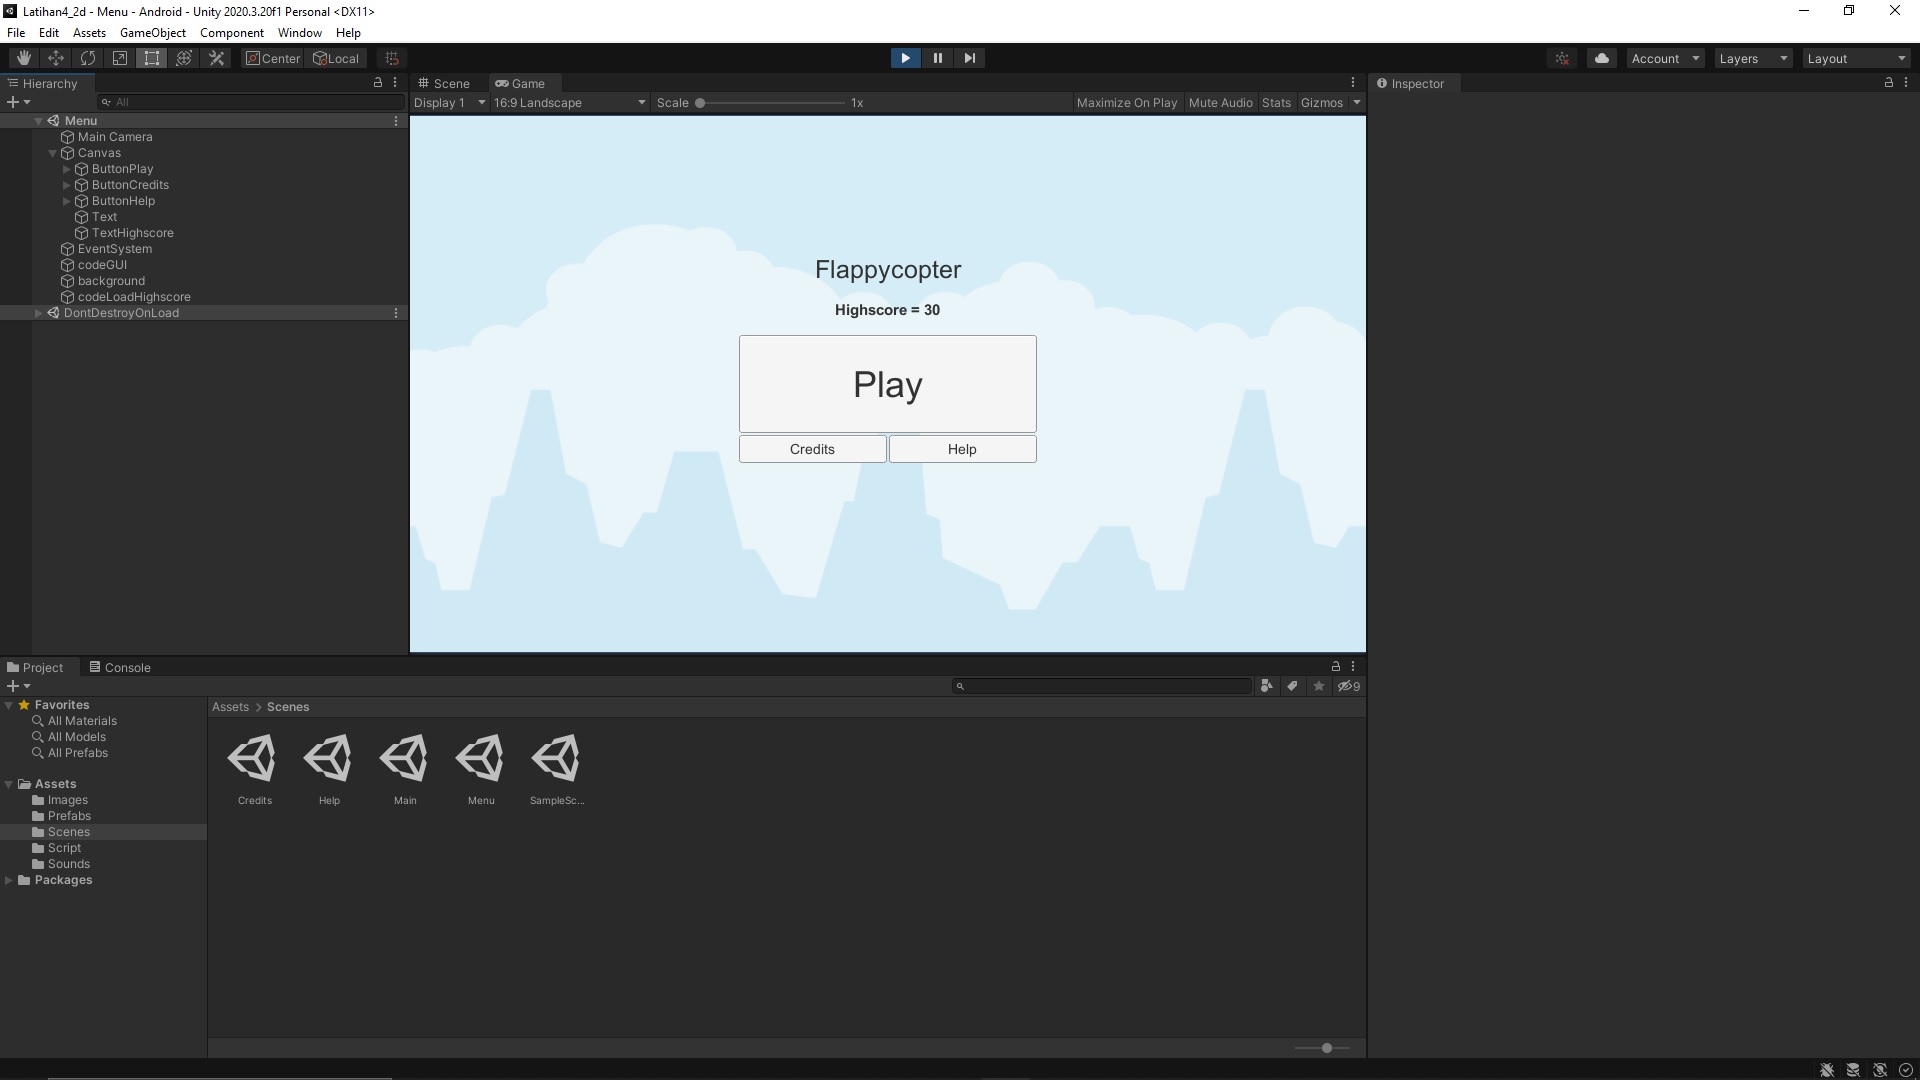 Latihan4_2d - Menu - Android - Unity 2020.3.20f1 Personal <DX11>
File Edit Assets GameObject Component Window Help
Center Local
Account Layers Layout
Hierarchy
All
Menu
Main Camera
Canvas
ButtonPlay
ButtonCredits
ButtonHelp
Text
TextHighscore
EventSystem
codeGUI
background
codeLoadHighscore
DontDestroyOnLoad
Scene Game
Display 1 16:9 Landscape Scale 1x Maximize On Play Mute Audio Stats Gizmos
Flappycopter
Highscore = 30
Play
Credits Help
Inspector
Project Console
9
Favorites
All Materials
All Models
All Prefabs
Assets
Images
Prefabs
Scenes
Script
Sounds
Packages
Assets > Scenes
Credits Help Main Menu SampleSc...